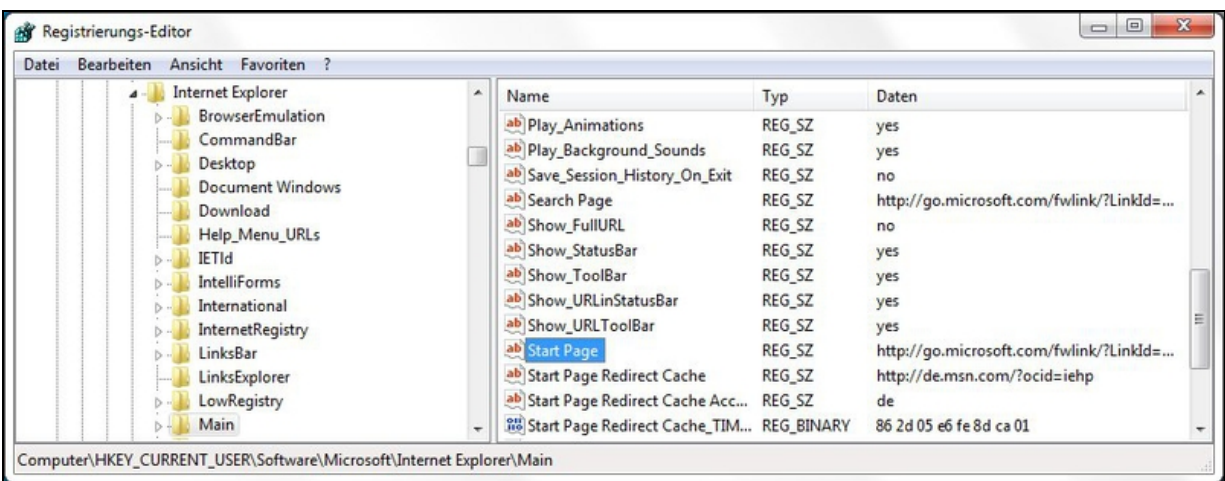 Registrierungs-Editor
Datei Bearbeiten Ansicht Favoriten ?
Internet Explorer
BrowserEmulation
CommandBar
Desktop
Document Windows
Download
Help_Menu_URLs
IETld
IntelliForms
International
InternetRegistry
LinksBar
LinksExplorer
LowRegistry
Main
Name Typ Daten
Play_Animations REG_SZ yes
Play_Background_Sounds REG_SZ yes
Save_Session_History_On_Exit REG_SZ no
Search Page REG_SZ http://go.microsoft.com/fwlink/?LinkId=...
Show_FullURL REG_SZ no
Show_StatusBar REG_SZ yes
Show_ToolBar REG_SZ yes
Show_URLinStatusBar REG_SZ yes
Show_URLToolBar REG_SZ yes
Start Page REG_SZ http://go.microsoft.com/fwlink/?LinkId=...
Start Page Redirect Cache REG_SZ http://de.msn.com/?ocid=iehp
Start Page Redirect Cache Acc... REG_SZ de
Start Page Redirect Cache_TIM... REG_BINARY 86 2d 05 e6 fe 8d ca 01
Computer\HKEY_CURRENT_USER\Software\Microsoft\Internet Explorer\Main